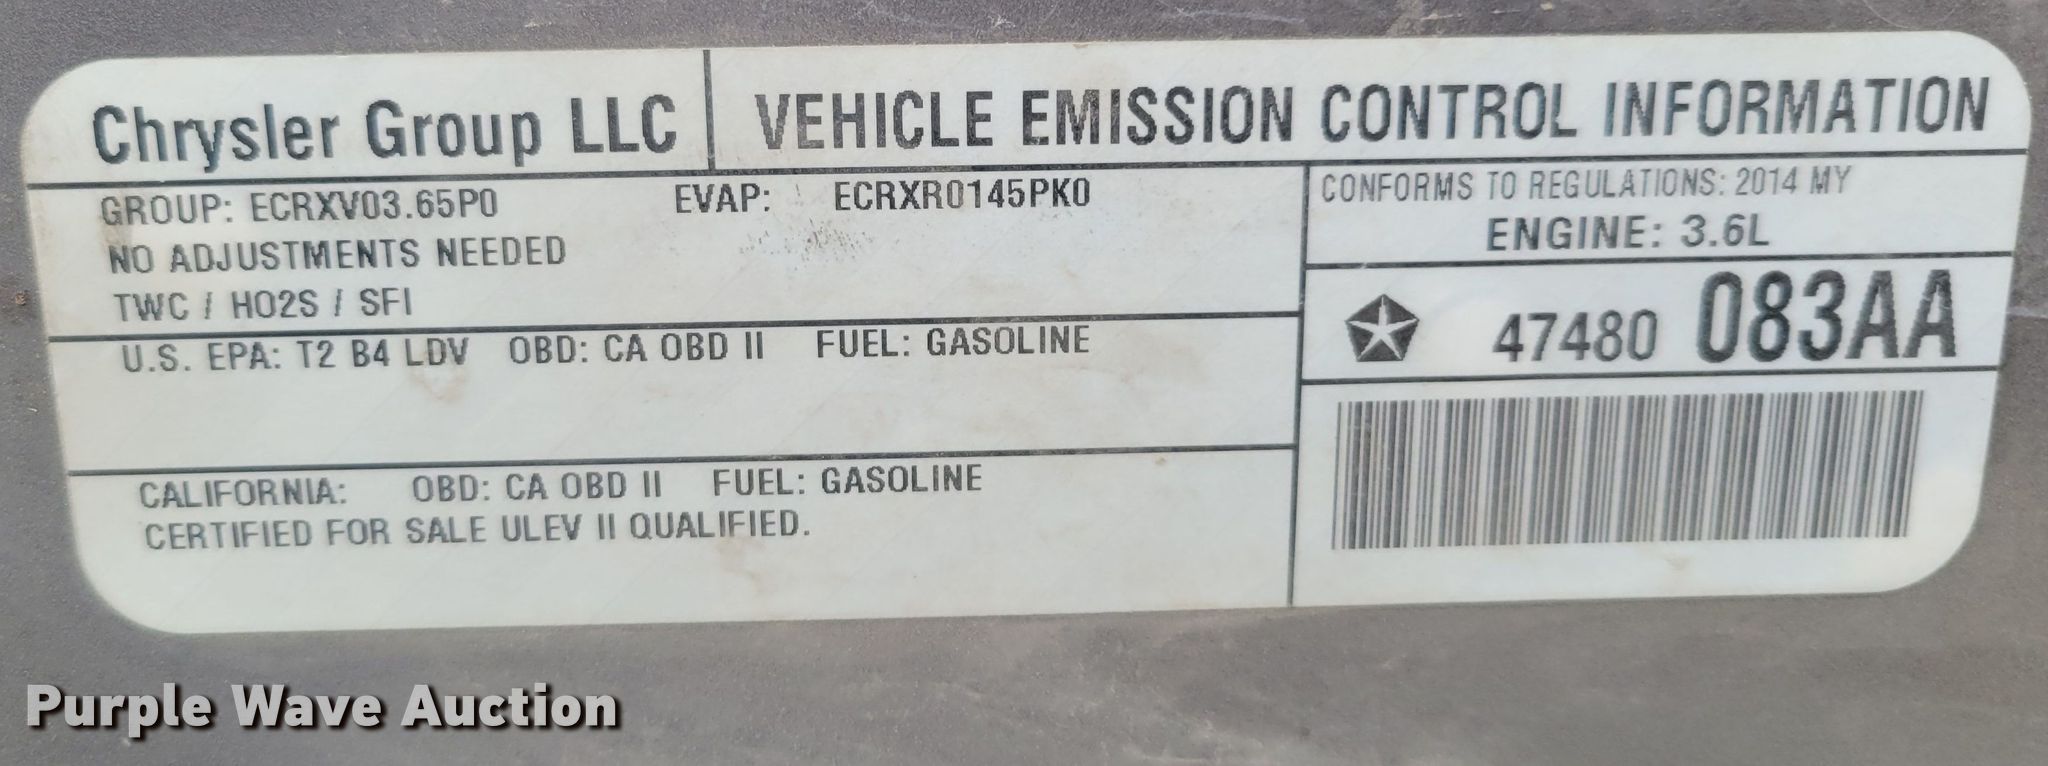 Chrysler Group LLC VEHICLE EMISSION CONTROL INFORMATION
GROUP: ECRXV03.65P0 EVAP: ECRXR0145PK0
NO ADJUSTMENTS NEEDED
TWC / HO2S / SFI
CONFORMS TO REGULATIONS: 2014 MY
ENGINE: 3.6L
47480 083AA
U.S. EPA: T2 B4 LDV OBD: CA OBD II FUEL: GASOLINE
CALIFORNIA: OBD: CA OBD II FUEL: GASOLINE
CERTIFIED FOR SALE ULEV II QUALIFIED.
Purple Wave Auction